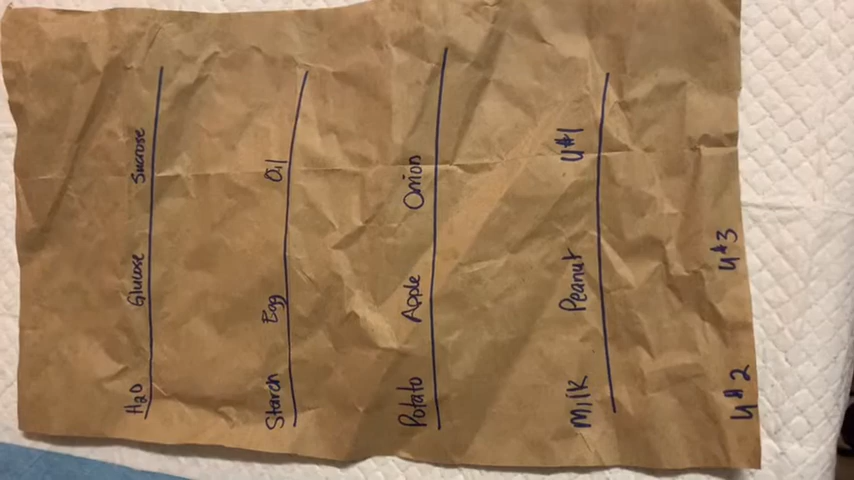 H2O Glucose Sucrose
Starch Egg Oil
Potato Apple Onion
Milk Peanut U#1
U#2 U#3